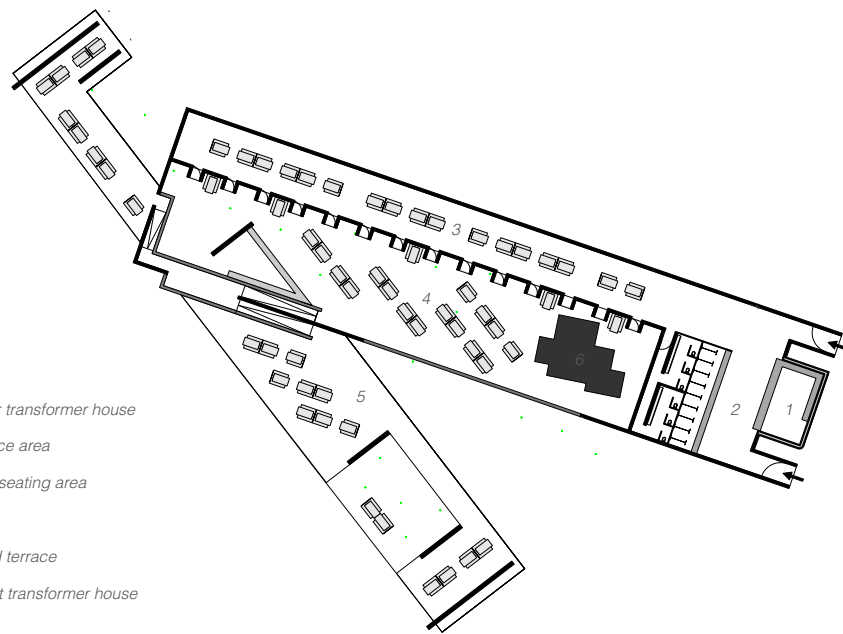 3
4
6
5
2
1
r transformer house
ce area
seating area
l terrace
t transformer house